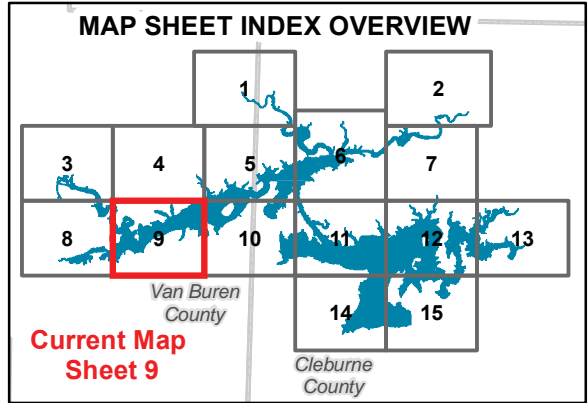 MAP SHEET INDEX OVERVIEW
1
2
3
4
5
6
7
8
9
10
11
12
13
14
15
Van Buren
County
Current Map
Sheet 9
Cleburne
County